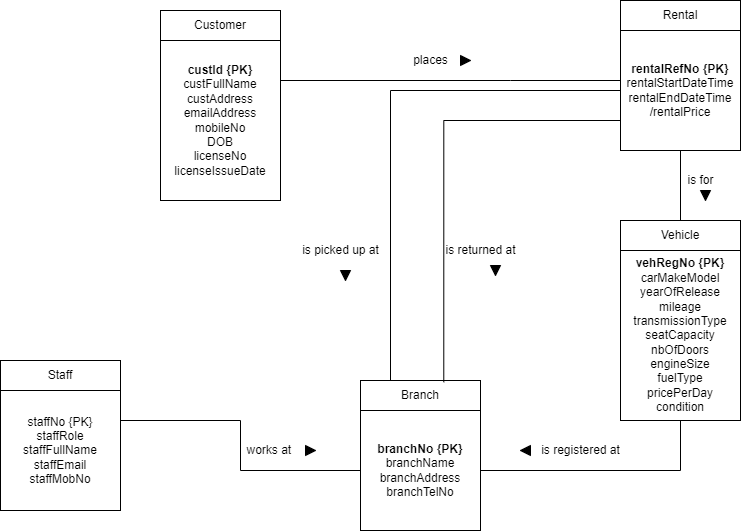 Customer
custId {PK}
custFullName
custAddress
emailAddress
mobileNo
DOB
licenseNo
licenseIssueDate
places
Rental
rentalRefNo {PK}
rentalStartDateTime
rentalEndDateTime
/rentalPrice
is for
is picked up at
is returned at
Vehicle
vehRegNo {PK}
carMakeModel
yearOfRelease
mileage
transmissionType
seatCapacity
nbOfDoors
engineSize
fuelType
pricePerDay
condition
Staff
staffNo {PK}
staffRole
staffFullName
staffEmail
staffMobNo
works at
Branch
branchNo {PK}
branchName
branchAddress
branchTelNo
is registered at